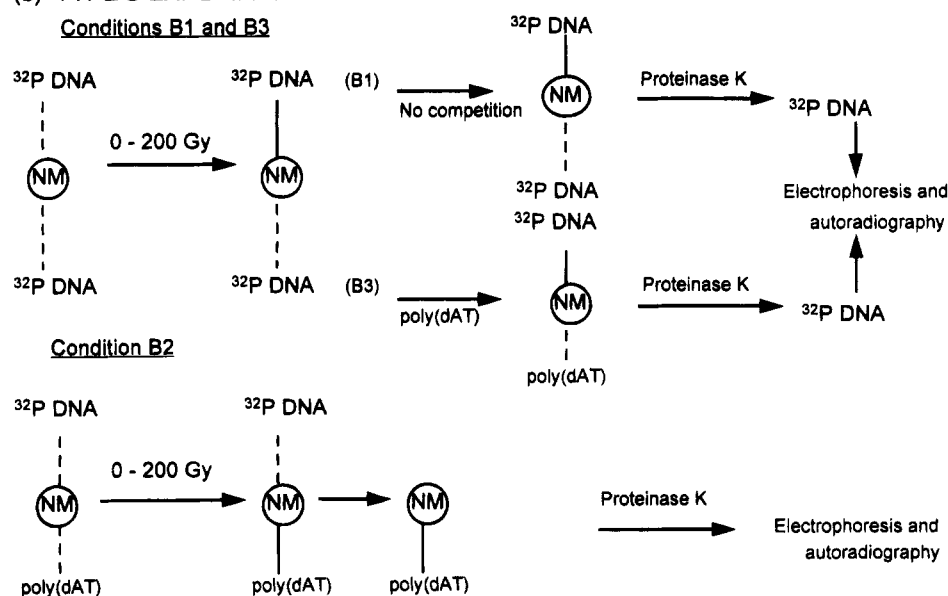 Conditions B1 and B3
32P DNA
32P DNA
(B1)
32P DNA
NM
0 - 200 Gy
NM
No competition
NM
Proteinase K
32P DNA
32P DNA
32P DNA
32P DNA
32P DNA
(B3)
poly(dAT)
NM
Proteinase K
32P DNA
poly(dAT)
Electrophoresis and
autoradiography
Condition B2
32P DNA
32P DNA
NM
0 - 200 Gy
NM
NM
poly(dAT)
poly(dAT)
poly(dAT)
Proteinase K
Electrophoresis and
autoradiography